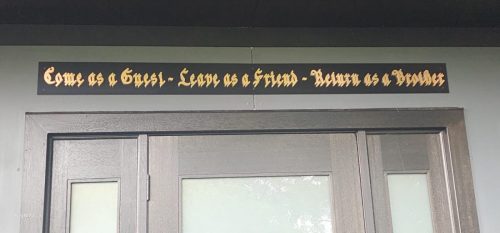 Come as a Guest - Leave as a Friend - Return as a Brother